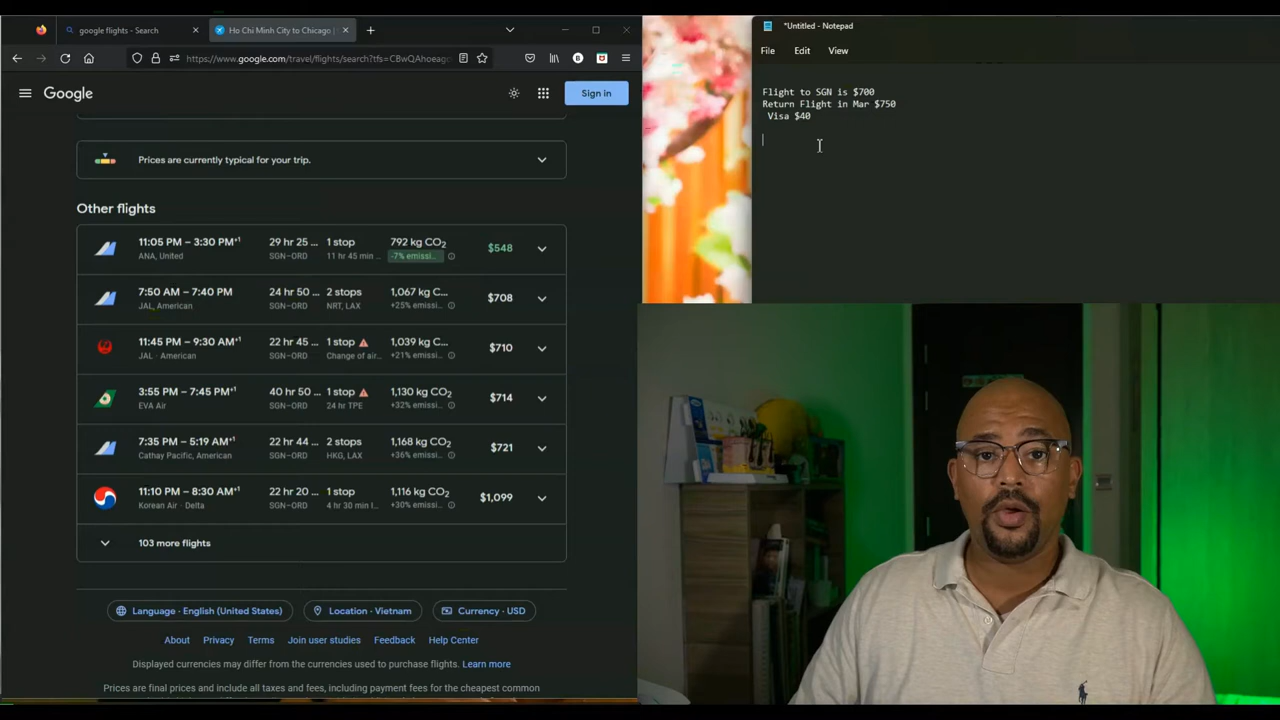 google flights - Search
Ho Chi Minh City to Chicago |
https://www.google.com/travel/flights/search?tfs=CBwQAhoeag
Google
Sign in
Prices are currently typical for your trip.
Other flights
11:05 PM – 3:30 PM+1 29 hr 25 ... 1 stop 792 kg CO2 $548
ANA, United SGN–ORD 11 hr 45 min ... -7% emissi...
7:50 AM – 7:40 PM 24 hr 50 ... 2 stops 1,067 kg C... $708
JAL, American SGN–ORD NRT, LAX +25% emissi...
11:45 PM – 9:30 AM+1 22 hr 45 ... 1 stop 1,039 kg CO... $710
JAL · American SGN–ORD Change of air... +21% emissi...
3:55 PM – 7:45 PM+1 40 hr 50 ... 1 stop 1,130 kg CO2 $714
EVA Air SGN–ORD 24 hr TPE +32% emissi...
7:35 PM – 5:19 AM+1 22 hr 44 ... 2 stops 1,168 kg CO2 $721
Cathay Pacific, American SGN–ORD HKG, LAX +36% emissi...
11:10 PM – 8:30 AM+1 22 hr 20 ... 1 stop 1,116 kg CO2 $1,099
Korean Air · Delta SGN–ORD 4 hr 30 min I... +30% emissi...
103 more flights
Language · English (United States) Location · Vietnam Currency · USD
About Privacy Terms Join user studies Feedback Help Center
Displayed currencies may differ from the currencies used to purchase flights. Learn more
Prices are final prices and include all taxes and fees, including payment fees for the cheapest common
*Untitled - Notepad
File Edit View
Flight to SGN is $700
Return Flight in Mar $750
Visa $40